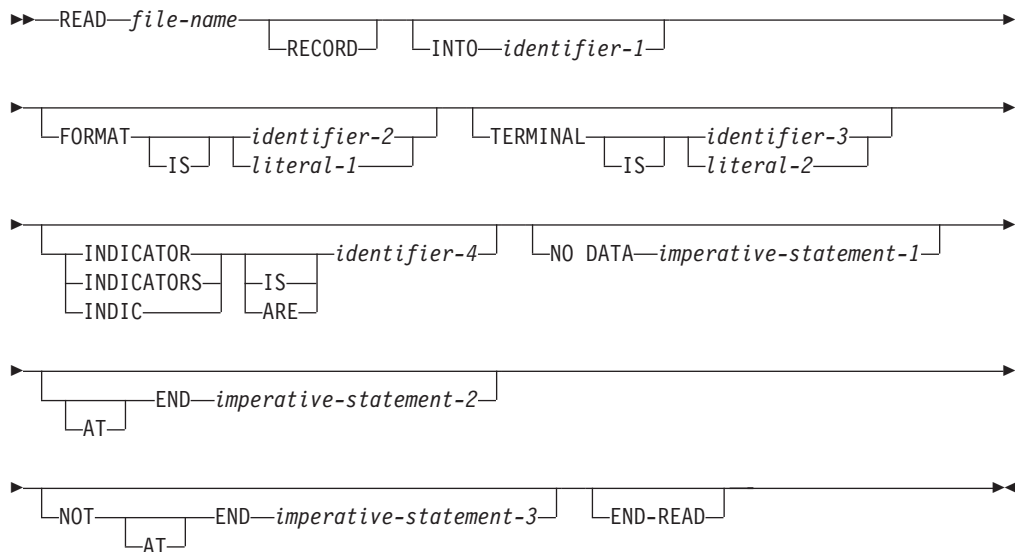 READ file-name RECORD INTO identifier-1
FORMAT IS identifier-2 literal-1 TERMINAL IS identifier-3 literal-2
INDICATOR INDICATORS INDIC IS ARE identifier-4 NO DATA imperative-statement-1
AT END imperative-statement-2
NOT AT END imperative-statement-3 END-READ